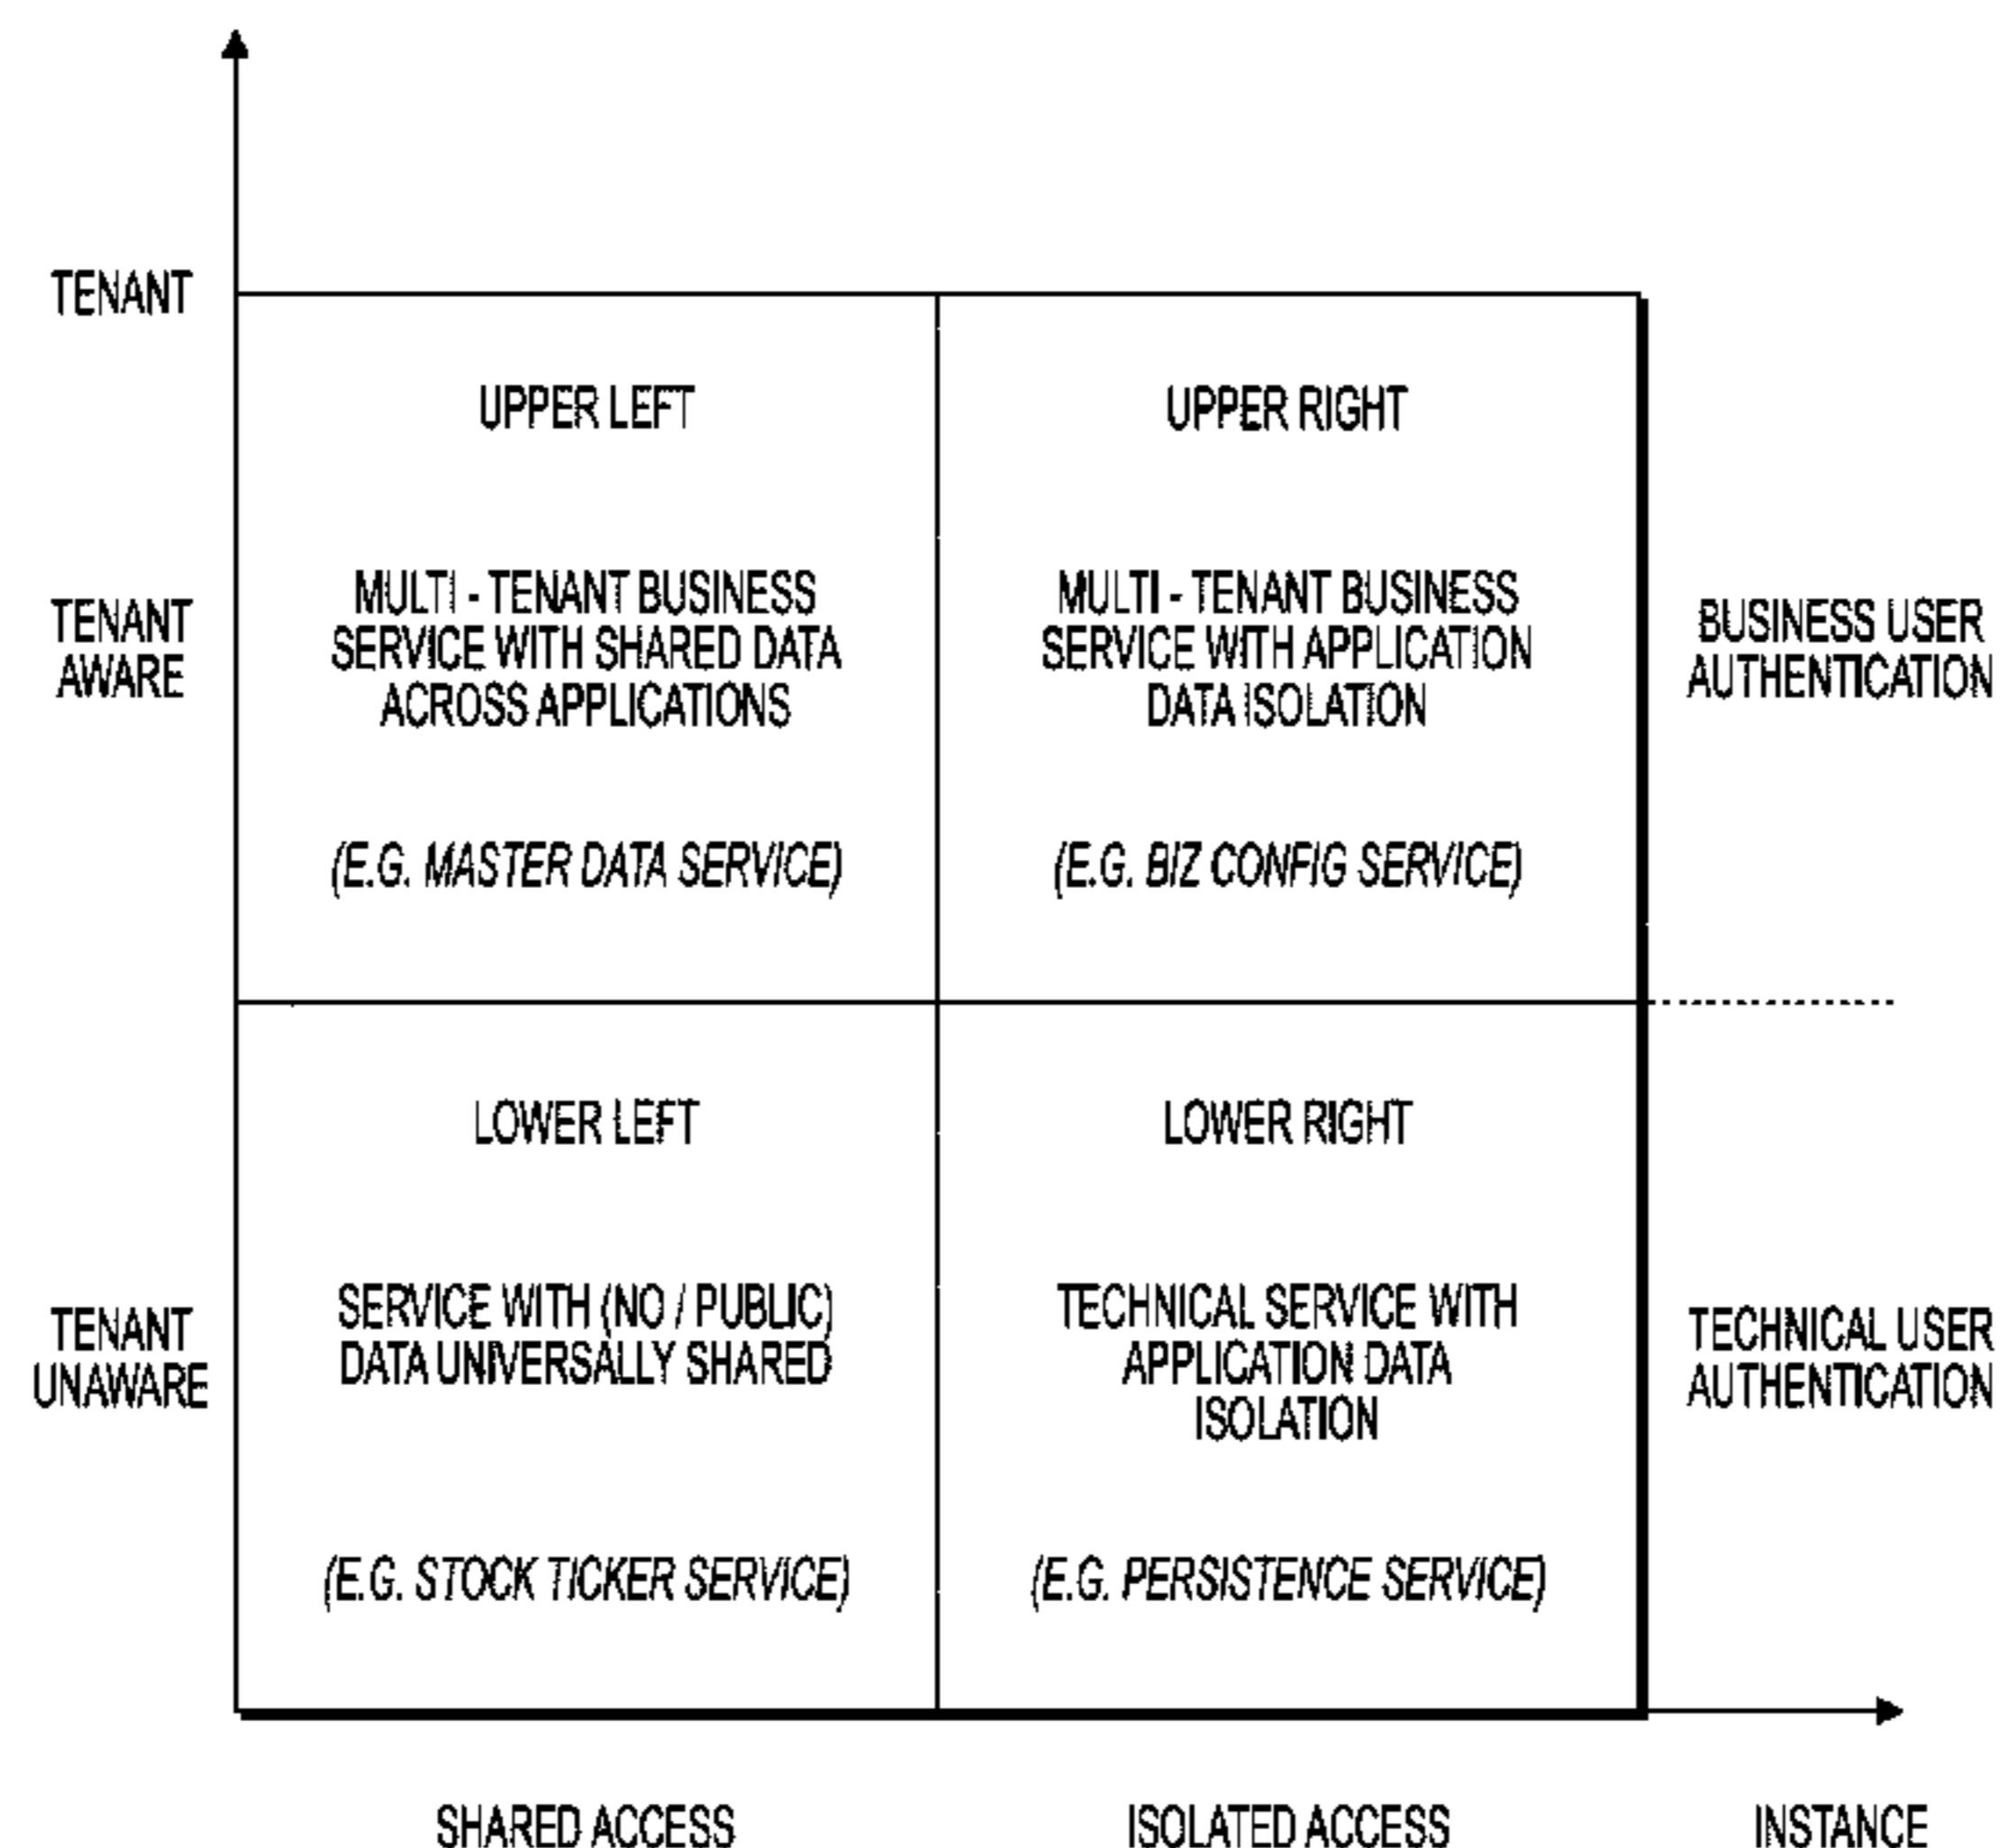 TENANT
UPPER LEFT
UPPER RIGHT
TENANT
AWARE
MULTI - TENANT BUSINESS
SERVICE WITH SHARED DATA
ACROSS APPLICATIONS
MULTI - TENANT BUSINESS
SERVICE WITH APPLICATION
DATA ISOLATION
BUSINESS USER
AUTHENTICATION
(E.G. MASTER DATA SERVICE)
(E.G. BIZ CONFIG SERVICE)
LOWER LEFT
LOWER RIGHT
TENANT
UNAWARE
SERVICE WITH (NO / PUBLIC)
DATA UNIVERSALLY SHARED
TECHNICAL SERVICE WITH
APPLICATION DATA
ISOLATION
TECHNICAL USER
AUTHENTICATION
(E.G. STOCK TICKER SERVICE)
(E.G. PERSISTENCE SERVICE)
SHARED ACCESS
ISOLATED ACCESS
INSTANCE